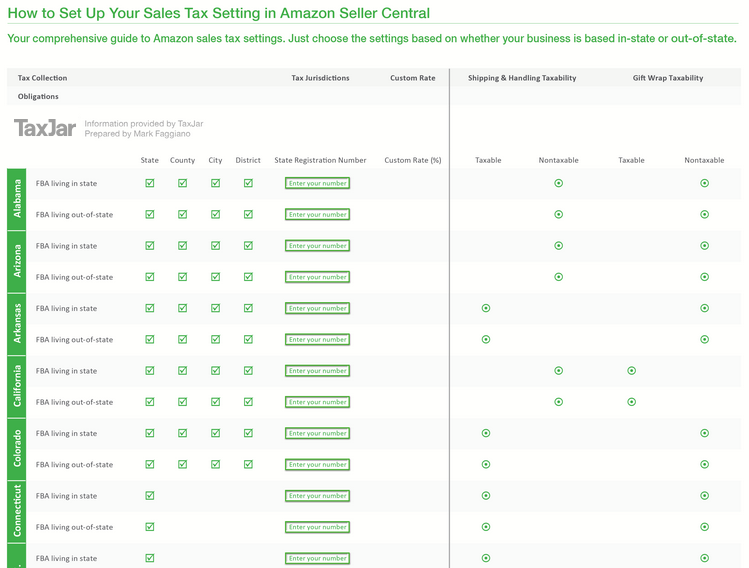 How to Set Up Your Sales Tax Setting in Amazon Seller Central
Your comprehensive guide to Amazon sales tax settings. Just choose the settings based on whether your business is based in-state or out-of-state.
Tax Collection Tax Jurisdictions Custom Rate Shipping & Handling Taxability Gift Wrap Taxability
Obligations
TaxJar Information provided by TaxJar
Prepared by Mark Faggiano
State County City District State Registration Number Custom Rate (%) Taxable Nontaxable Taxable Nontaxable
Alabama
FBA living in state Enter your number
FBA living out-of-state Enter your number
Arizona
FBA living in state Enter your number
FBA living out-of-state Enter your number
Arkansas
FBA living in state Enter your number
FBA living out-of-state Enter your number
California
FBA living in state Enter your number
FBA living out-of-state Enter your number
Colorado
FBA living in state Enter your number
FBA living out-of-state Enter your number
Connecticut
FBA living in state Enter your number
FBA living out-of-state Enter your number
FBA living in state Enter your number